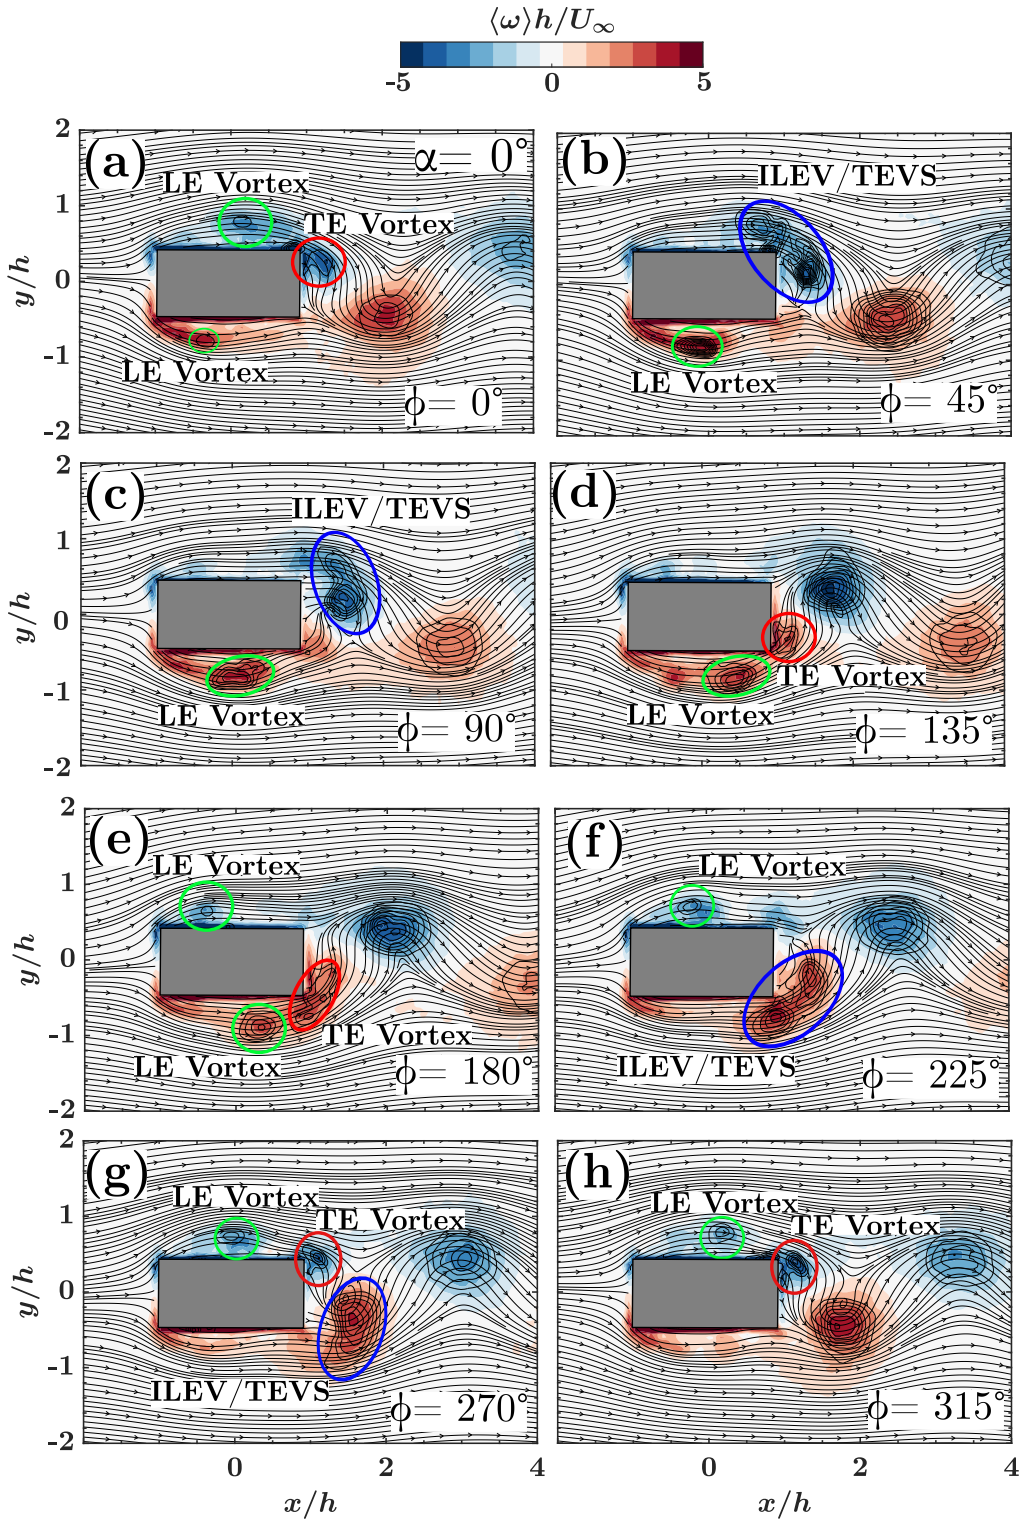 ⟨ω⟩h/U∞
-5 0 5
(a) α= 0°
LE Vortex
TE Vortex
LE Vortex
ϕ= 0°
2
1
0
-1
-2
y/h
(b)
ILEV/TEVS
LE Vortex
ϕ= 45°
(c)
ILEV/TEVS
LE Vortex
ϕ= 90°
2
1
0
-1
-2
y/h
(d)
TE Vortex
LE Vortex
ϕ= 135°
(e)
LE Vortex
TE Vortex
LE Vortex
ϕ= 180°
2
1
0
-1
-2
y/h
(f)
LE Vortex
ILEV/TEVS
ϕ= 225°
(g)
LE Vortex
TE Vortex
ILEV/TEVS
ϕ= 270°
2
1
0
-1
-2
y/h
0 2 4
x/h
(h)
LE Vortex
TE Vortex
ϕ= 315°
0 2 4
x/h